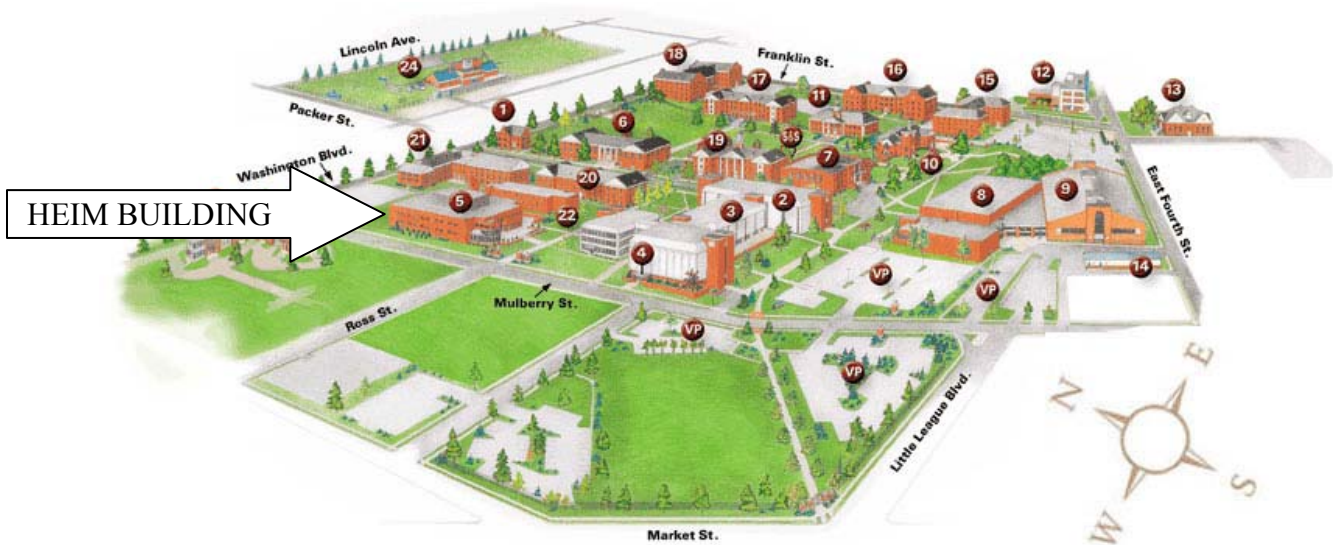 Lincoln Ave.
24
18
Franklin St.
17
16
11
15
12
13
Packer St.
1
6
21
Washington Blvd.
19
S&S
7
10
HEIM BUILDING
5
20
22
3
2
8
9
East Fourth St.
4
14
Mulberry St.
VP
VP
Ross St.
VP
VP
Little League Blvd.
N
E
S
W
Market St.